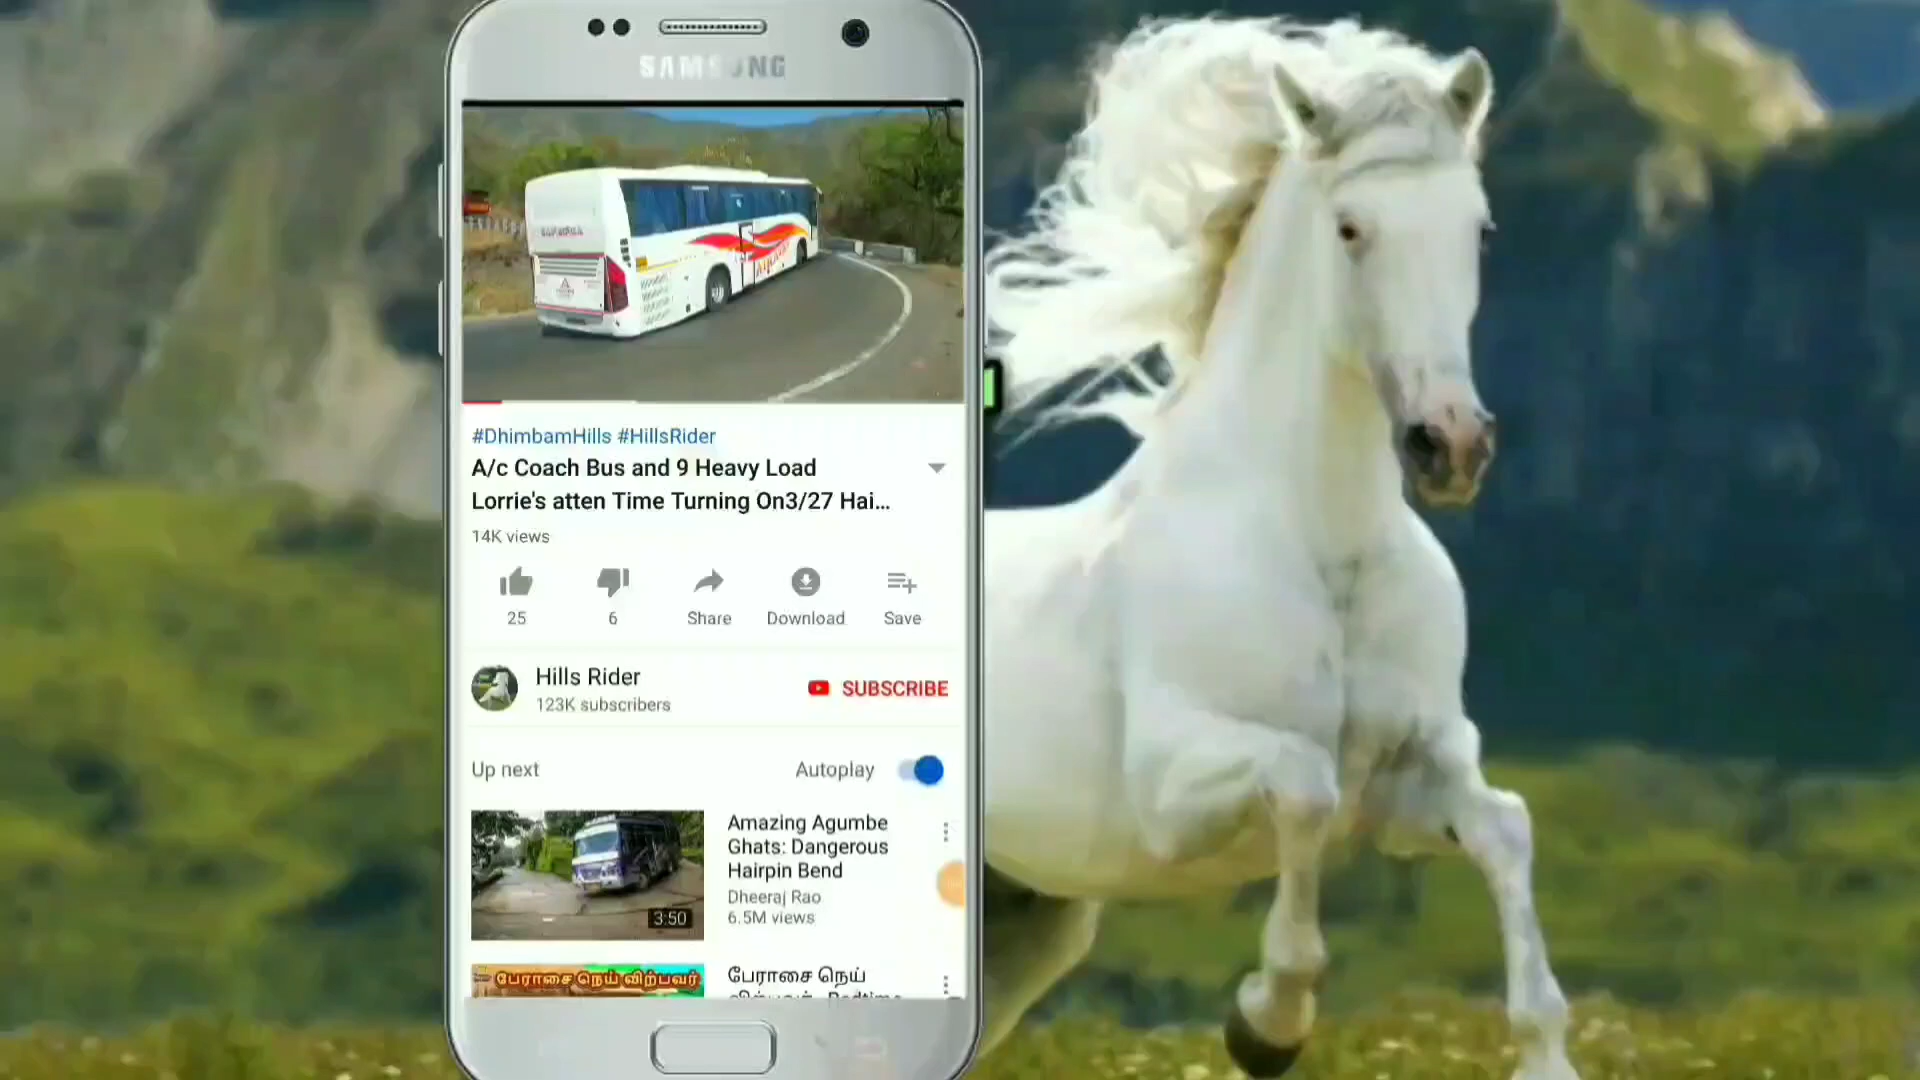 SAMSUNG
#DhimbamHills #HillsRider
A/c Coach Bus and 9 Heavy Load
Lorrie's atten Time Turning On3/27 Hai...
14K views
25
6
Share
Download
Save
Hills Rider
123K subscribers
SUBSCRIBE
Up next
Autoplay
Amazing Agumbe
Ghats: Dangerous
Hairpin Bend
Dheeraj Rao
6.5M views
3:50
பேராசை நெய் விற்பவர்
பேராசை நெய்